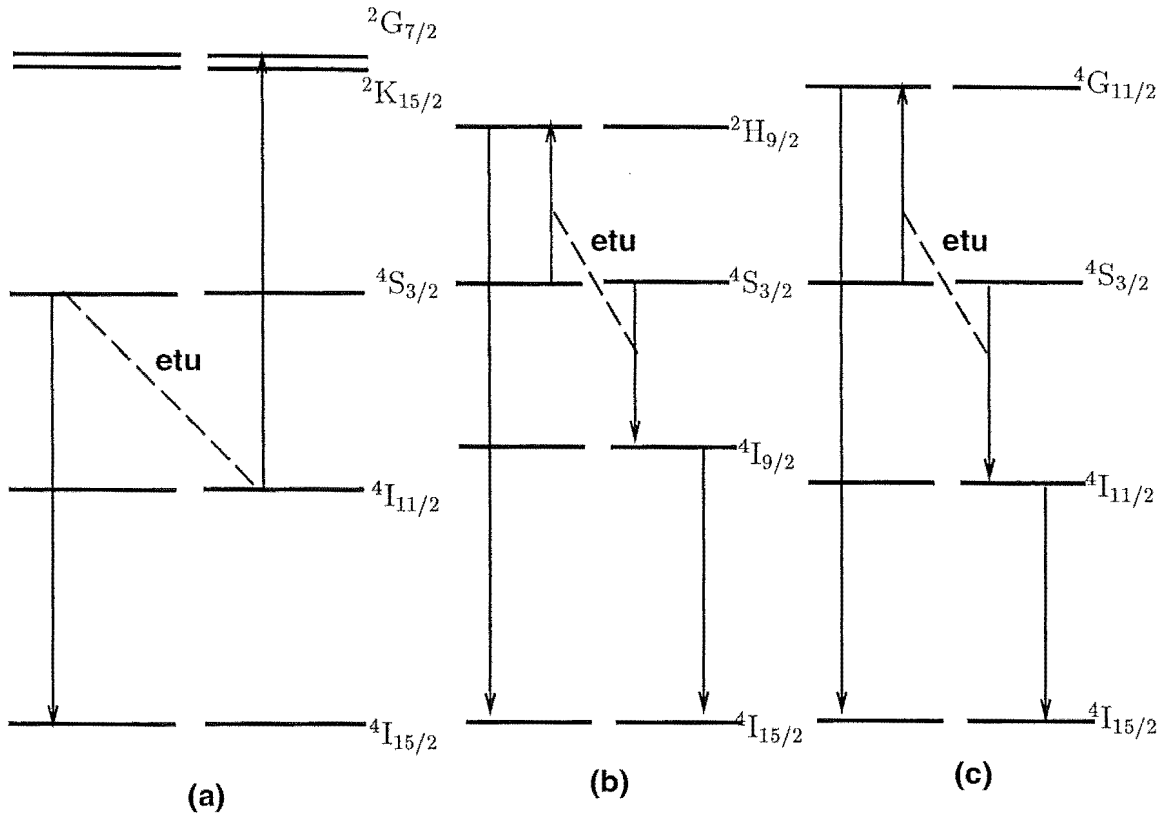 ²G₇/₂
²K₁₅/₂
⁴S₃/₂
etu
⁴I₁₁/₂
⁴I₁₅/₂
(a)
²H₉/₂
etu
⁴S₃/₂
⁴I₉/₂
⁴I₁₅/₂
(b)
⁴G₁₁/₂
etu
⁴S₃/₂
⁴I₁₁/₂
⁴I₁₅/₂
(c)